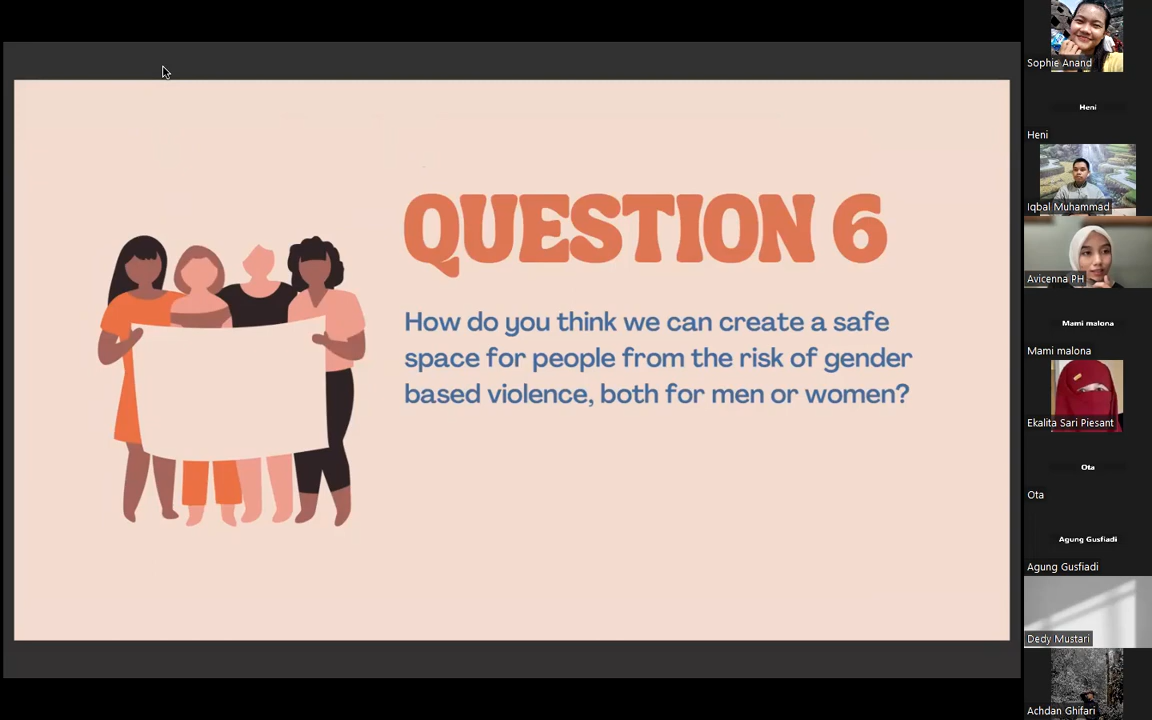 QUESTION 6
How do you think we can create a safe
space for people from the risk of gender
based violence, both for men or women?
Sophie Anand
Heni
Heni
Iqbal Muhammad
Avicenna PH
Mami malona
Mami malona
Ekalita Sari Piesant
Ota
Ota
Agung Gusfiadi
Agung Gusfiadi
Dedy Mustari
Achdan Ghifari